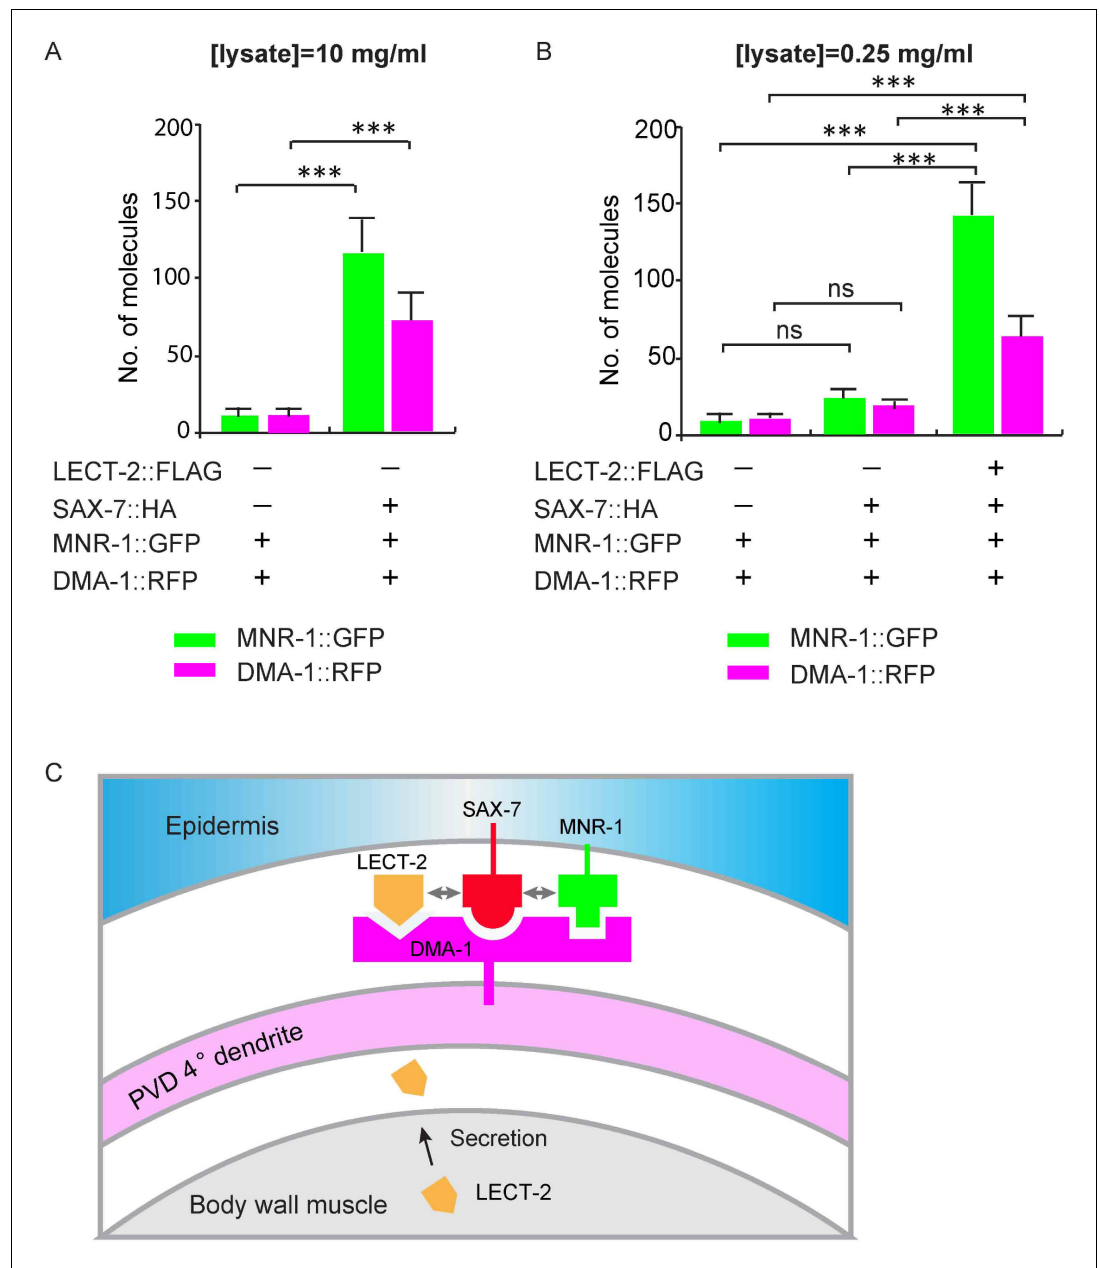 A
[lysate]=10 mg/ml
No. of molecules
200
150
100
50
0
***
***
LECT-2::FLAG — —
SAX-7::HA — +
MNR-1::GFP + +
DMA-1::RFP + +
MNR-1::GFP
DMA-1::RFP
B
[lysate]=0.25 mg/ml
No. of molecules
200
150
100
50
0
***
***
***
***
ns
ns
LECT-2::FLAG — — +
SAX-7::HA — + +
MNR-1::GFP + + +
DMA-1::RFP + + +
MNR-1::GFP
DMA-1::RFP
C
SAX-7
Epidermis
MNR-1
LECT-2
DMA-1
PVD 4° dendrite
Secretion
LECT-2
Body wall muscle